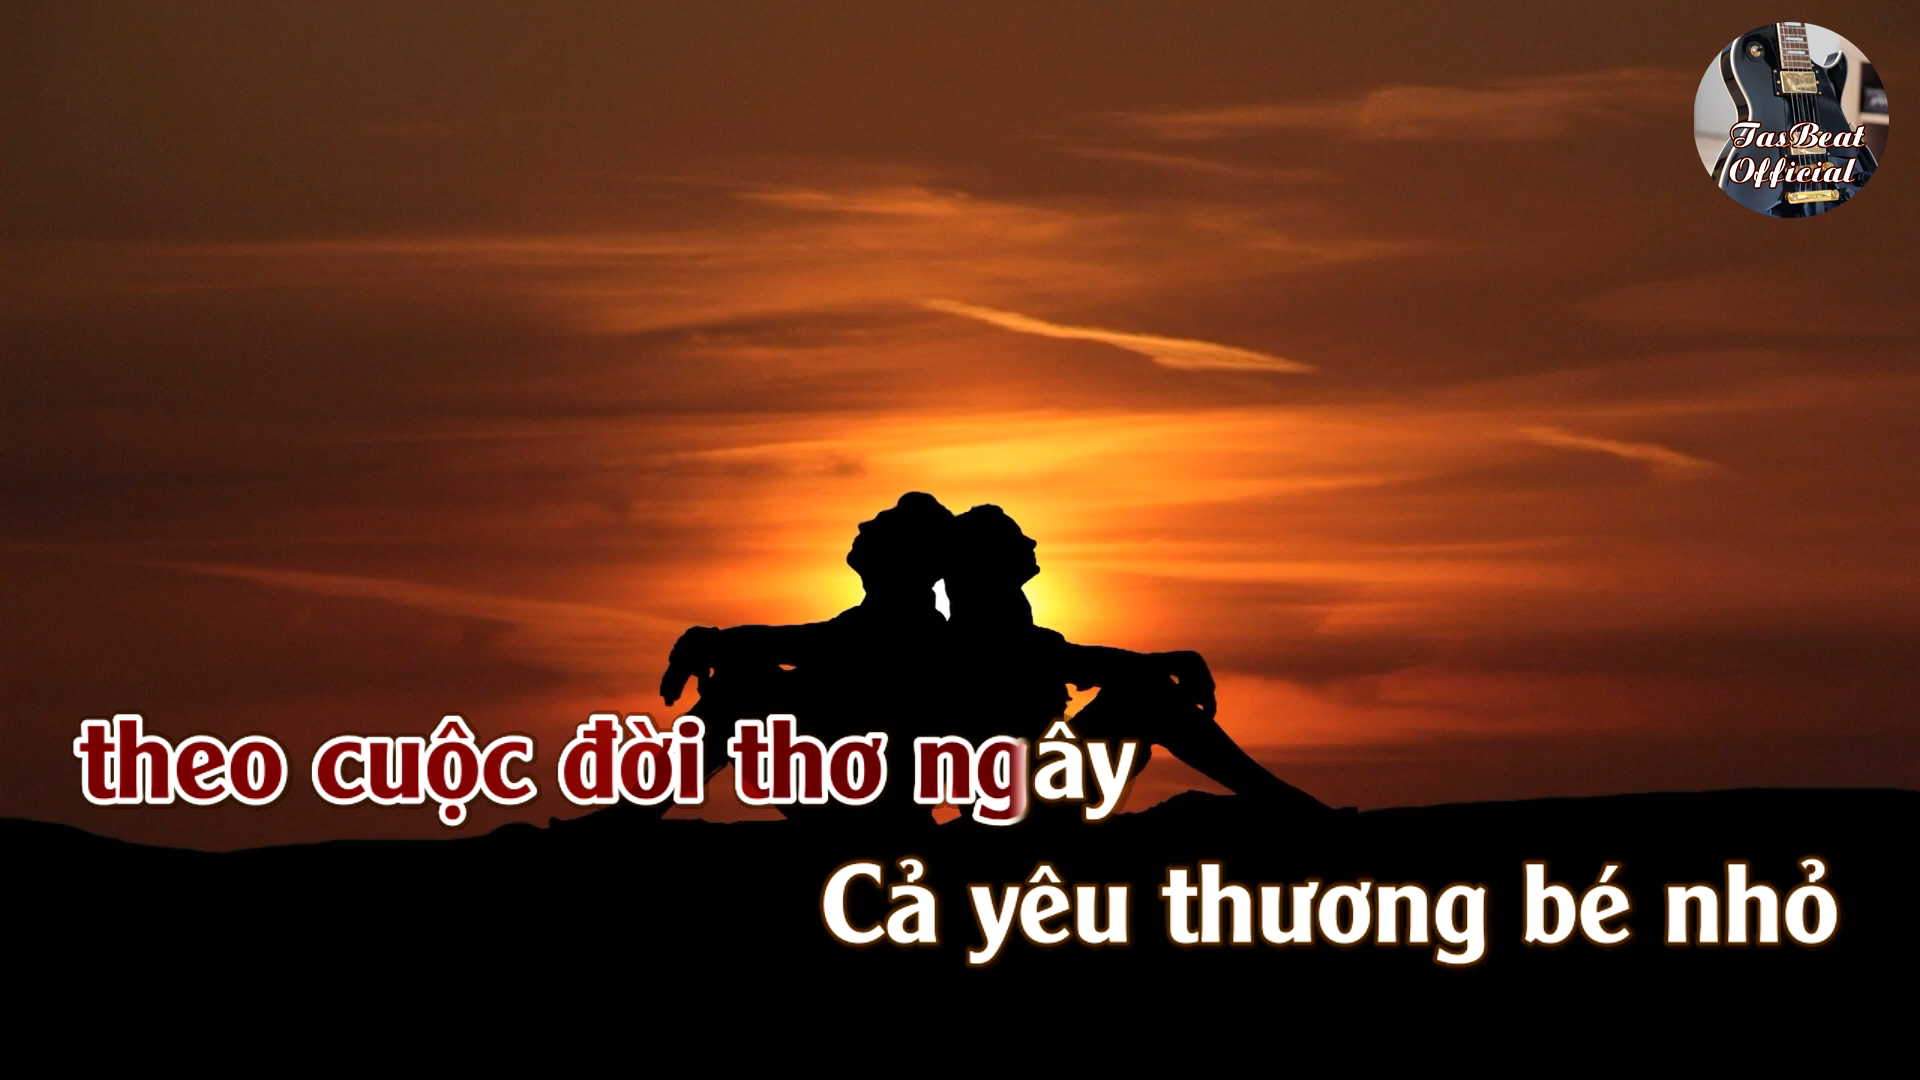 TasBeat
Official
theo cuộc đời thơ ngây
Cả yêu thương bé nhỏ